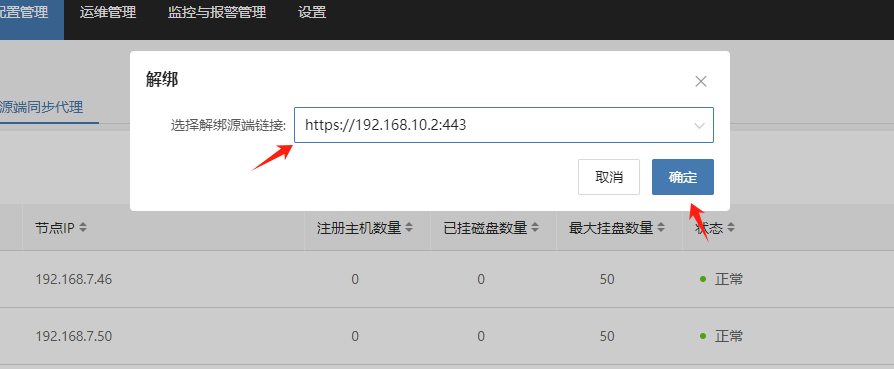 配置管理 运维管理 监控与报警管理 设置
解绑
源端同步代理
选择解绑源端链接: https://192.168.10.2:443
取消 确定
节点IP 注册主机数量 已挂磁盘数量 最大挂盘数量 状态
192.168.7.46 0 0 50 正常
192.168.7.50 0 0 50 正常